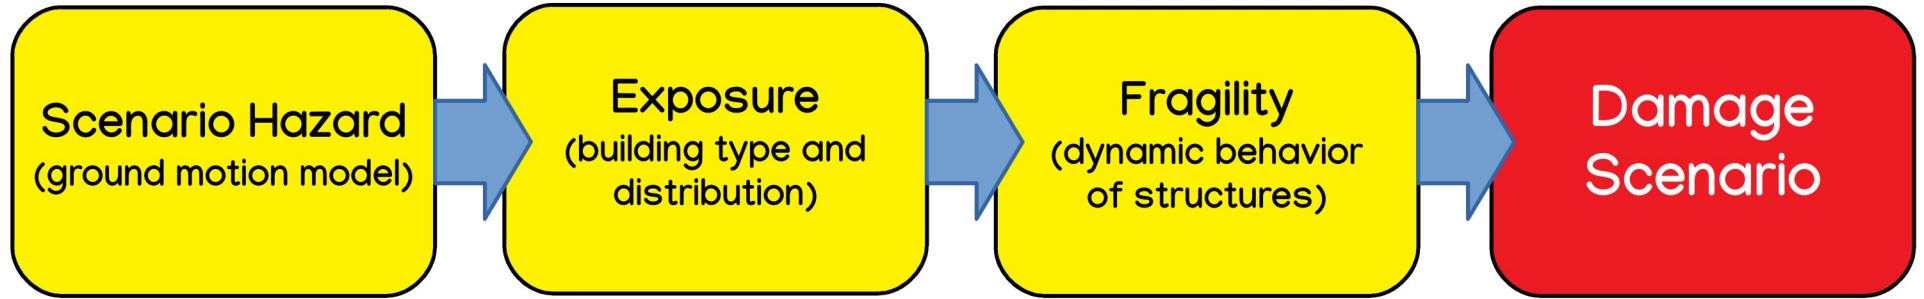 Scenario Hazard
(ground motion model)
Exposure
(building type and
distribution)
Fragility
(dynamic behavior
of structures)
Damage
Scenario